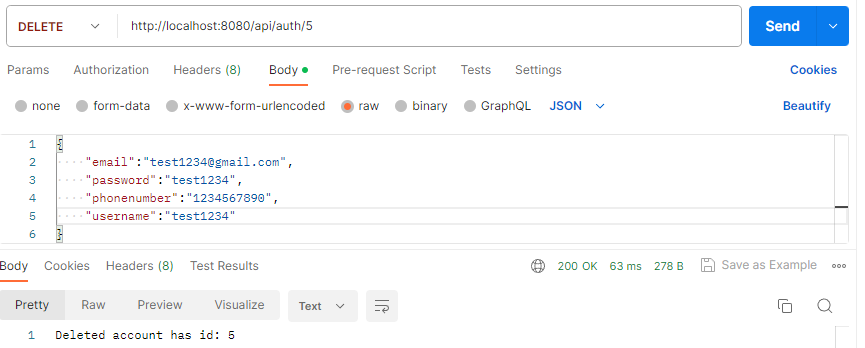 DELETE http://localhost:8080/api/auth/5 Send
Params Authorization Headers (8) Body Pre-request Script Tests Settings Cookies
none form-data x-www-form-urlencoded raw binary GraphQL JSON Beautify
1 {
2 "email":"test1234@gmail.com",
3 "password":"test1234",
4 "phonenumber":"1234567890",
5 "username":"test1234"
6 }
Body Cookies Headers (8) Test Results 200 OK 63 ms 278 B Save as Example
Pretty Raw Preview Visualize Text
1 Deleted account has id: 5